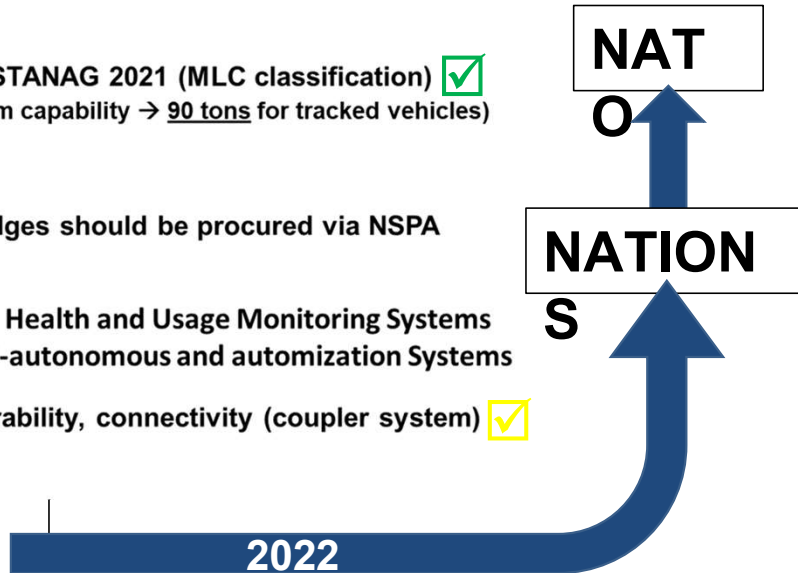 STANAG 2021 (MLC classification)
m capability → 90 tons for tracked vehicles)
dges should be procured via NSPA
Health and Usage Monitoring Systems
-autonomous and automization Systems
rability, connectivity (coupler system)
NAT
O
NATION
S
2022